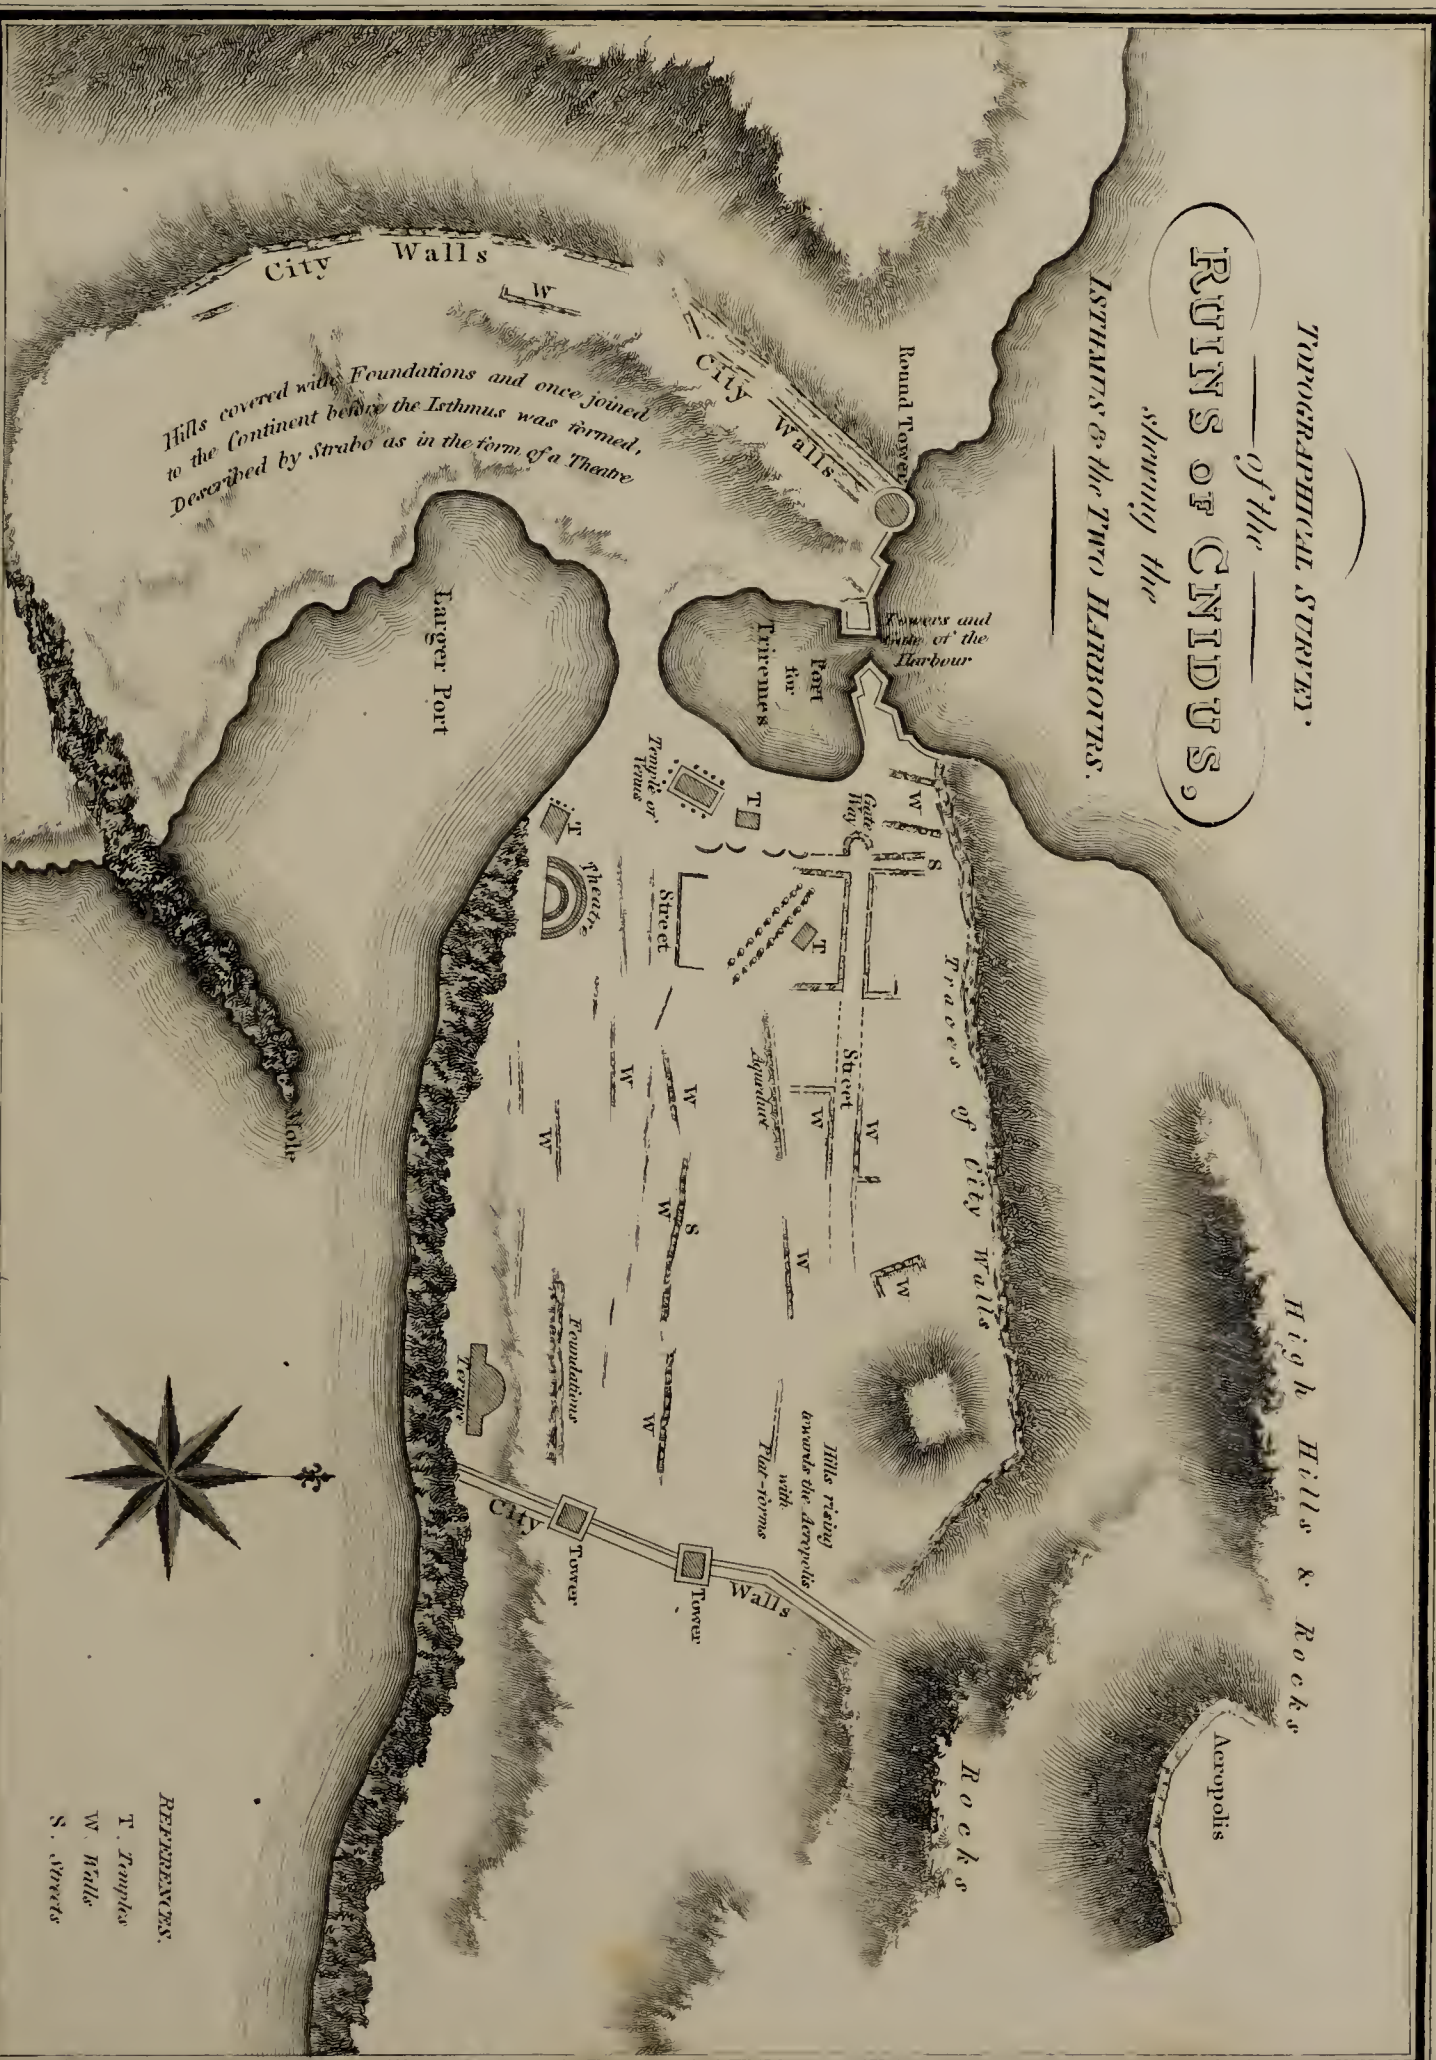 TOPOGRAPHICAL SURVEY
of the
RUINS OF CNIDUS,
shewing the
ISTHMUS & the TWO HARBOURS.
High Hills & Rocks
Acropolis
Rocks
Round Tower
Towers and
Gate of the
Harbour
City Walls
City Walls
W
Hills covered with Foundations and once joined
to the Continent before the Isthmus was formed,
Described by Strabo as in the form of a Theatre
Port
for
Triremes
Larger Port
Mole
Temple of
Venus
T
T
Theatre
Gate
Way
W
S
Street
T
Traces of City Walls
Aqueduct
Street
W
W
W
W
W
W
S
W
W
W
Hills rising
towards the Acropolis
with
Plat-forms
Foundations
Terrace
City Walls
Tower
Tower
REFERENCES.
T. Temples
W. Walls
S. Streets